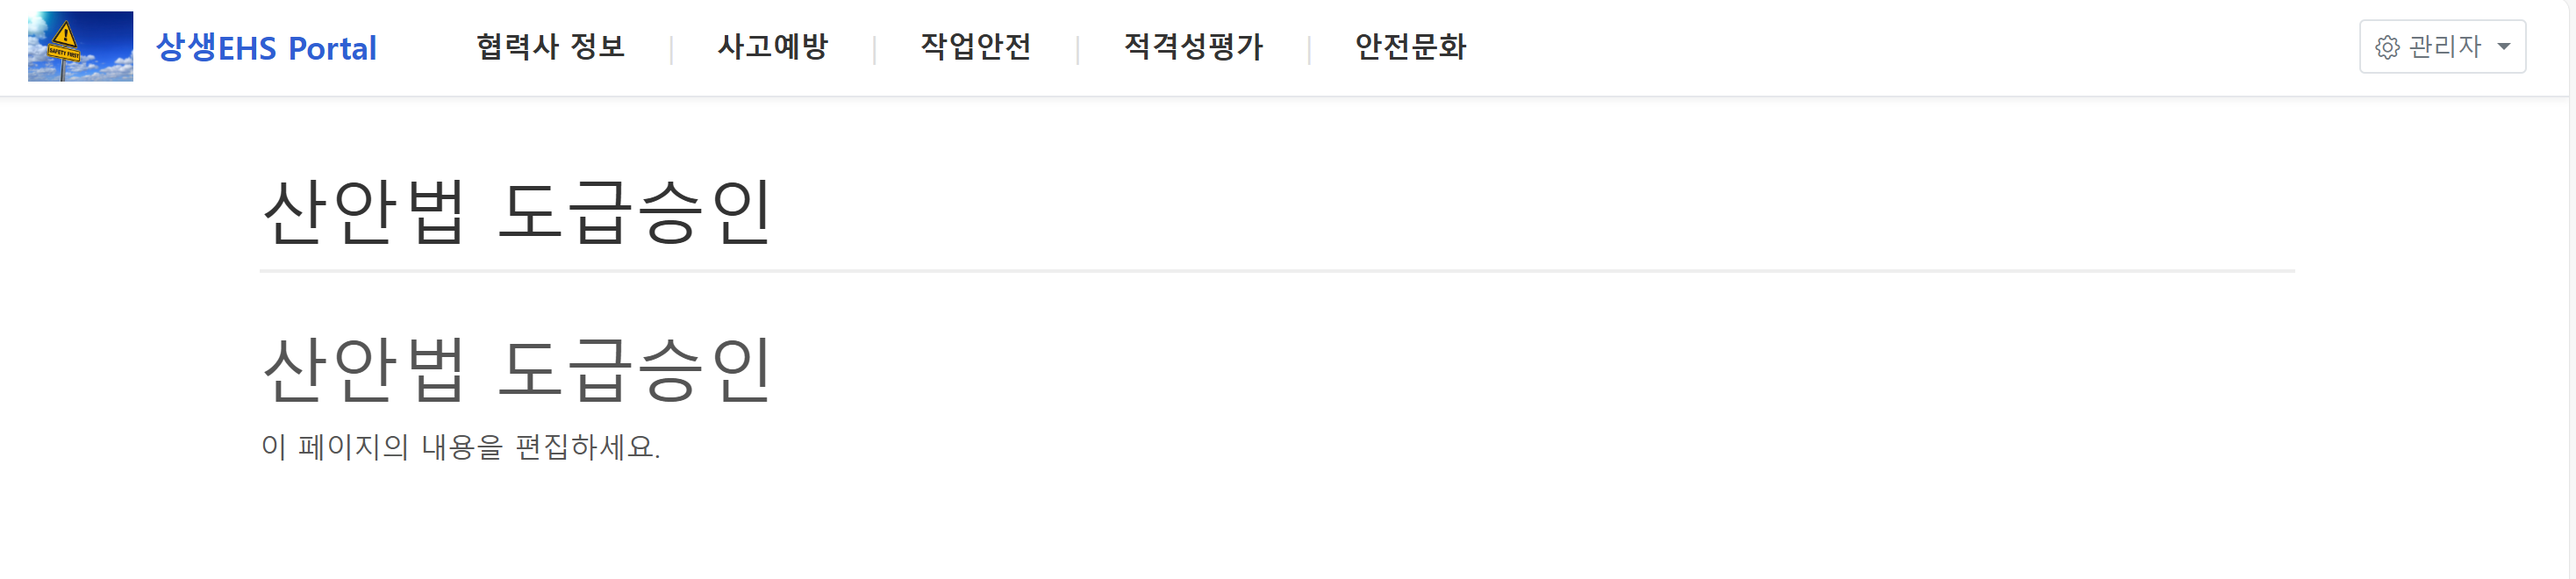 SAFETY FIRST
상생EHS Portal
협력사 정보 | 사고예방 | 작업안전 | 적격성평가 | 안전문화
관리자
산안법 도급승인
산안법 도급승인
이 페이지의 내용을 편집하세요.